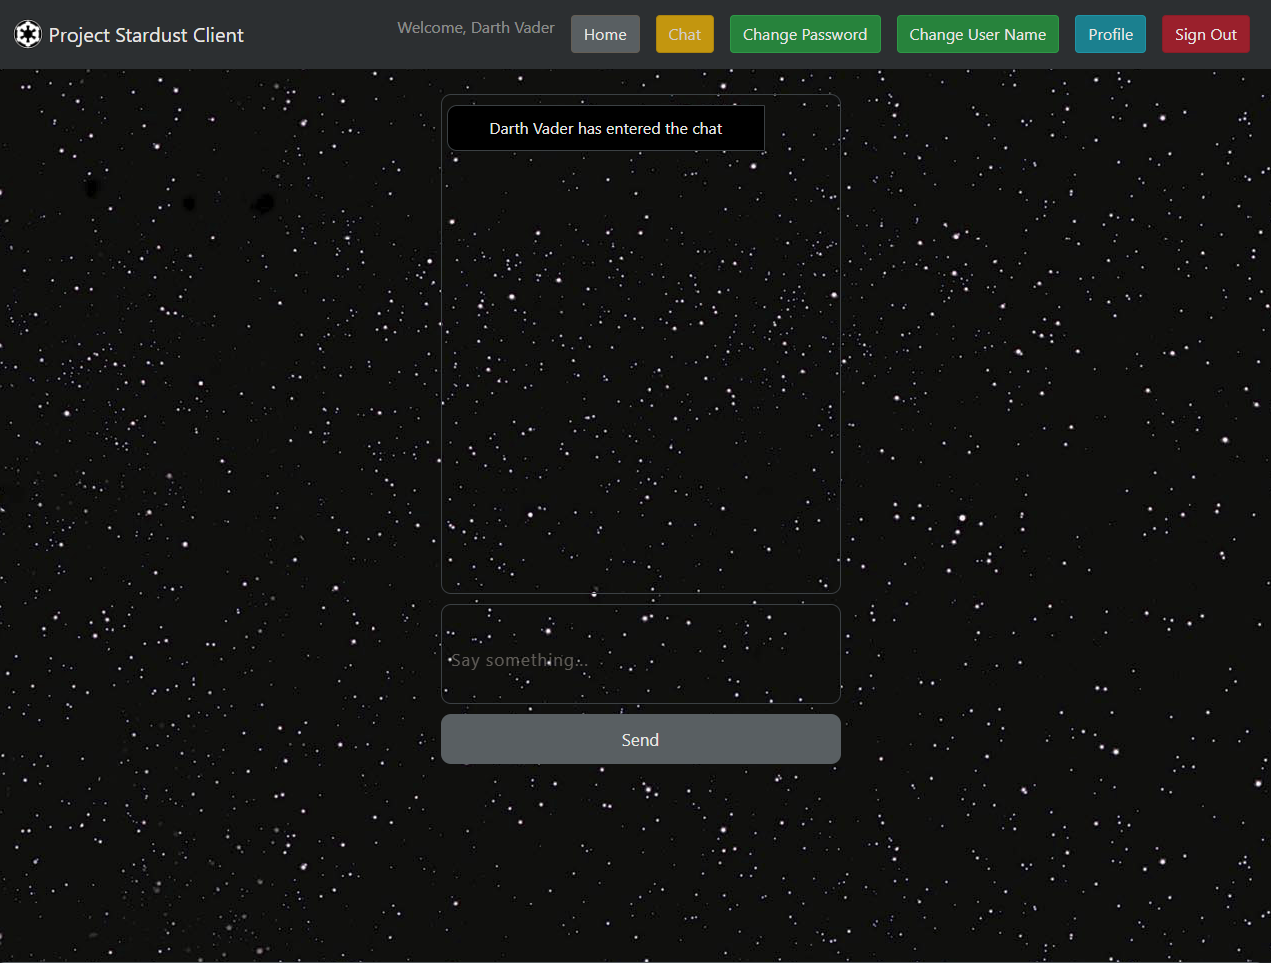 Project Stardust Client
Welcome, Darth Vader
Home
Chat
Change Password
Change User Name
Profile
Sign Out
Darth Vader has entered the chat
Say something...
Send